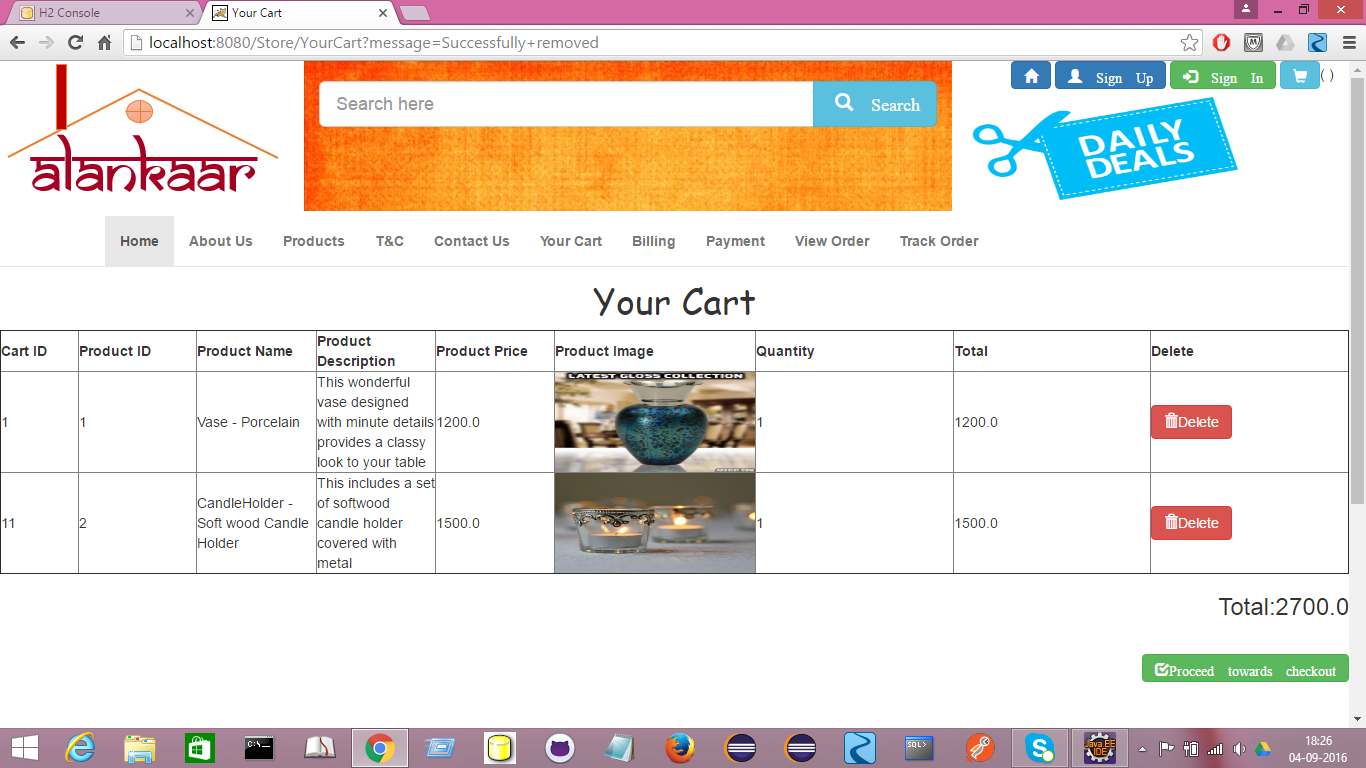 H2 Console
Your Cart
localhost:8080/Store/YourCart?message=Successfully+removed
alankaar
Search here
Search
Sign Up
Sign In
( )
DAILY
DEALS
Home About Us Products T&C Contact Us Your Cart Billing Payment View Order Track Order
Your Cart
Cart ID Product ID Product Name Product Description Product Price Product Image Quantity Total Delete
1 1 Vase - Porcelain
This wonderful
vase designed
with minute details
provides a classy
look to your table
1200.0
LATEST GLOSS COLLECTION
1 1200.0 Delete
11 2
CandleHolder -
Soft wood Candle
Holder
This includes a set
of softwood
candle holder
covered with
metal
1500.0 1 1500.0 Delete
Total:2700.0
Proceed towards checkout
C:\_
SQL>
Java EE
IDE
18:26
04-09-2016